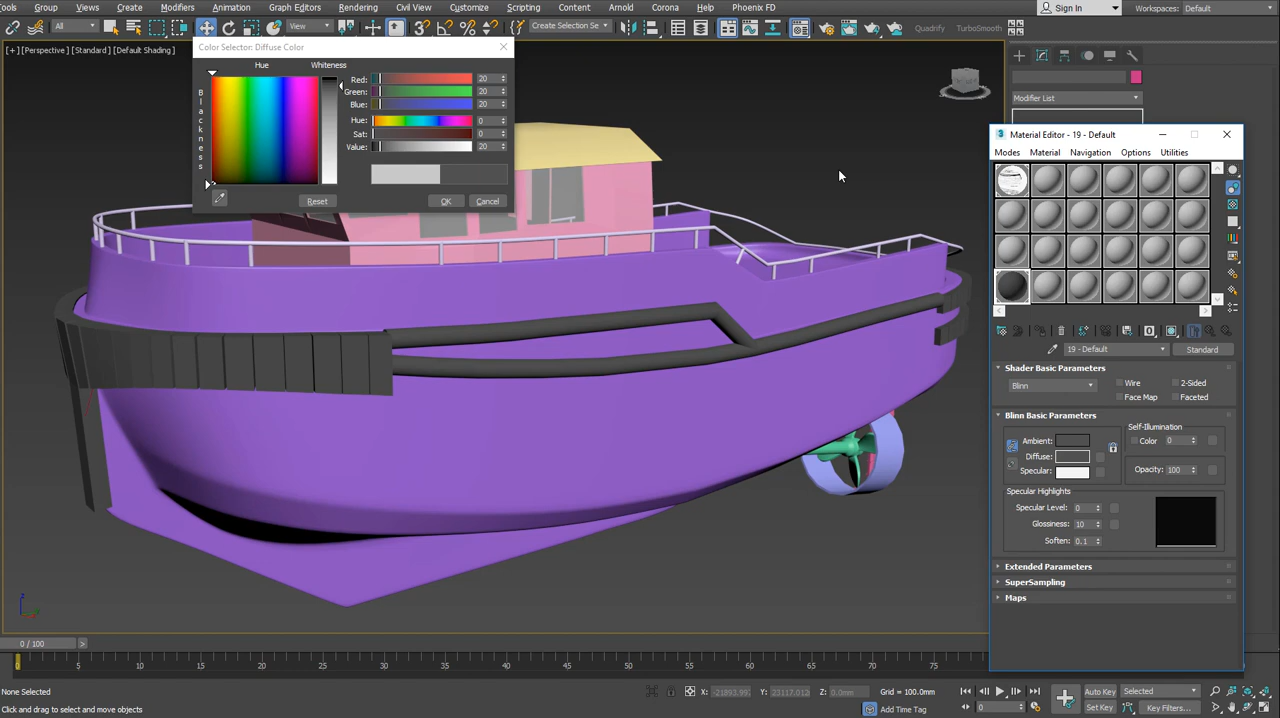 Tools Group Views Create Modifiers Animation Graph Editors Rendering Civil View Customize Scripting Content Arnold Corona Help Phoenix FD
Sign In Workspaces: Default
All View Create Selection Se Quadrify TurboSmooth
[+] [Perspective] [Standard] [Default Shading]
Color Selector: Diffuse Color
Hue Whiteness
Blackness
Red: 20
Green: 20
Blue: 20
Hue: 0
Sat: 0
Value: 20
Reset OK Cancel
Modifier List
Material Editor - 19 - Default
Modes Material Navigation Options Utilities
19 - Default Standard
Shader Basic Parameters
Blinn Wire 2-Sided
Face Map Faceted
Blinn Basic Parameters
Self-Illumination
Ambient: Color 0
Diffuse:
Specular: Opacity: 100
Specular Highlights
Specular Level: 0
Glossiness: 10
Soften: 0.1
Extended Parameters
SuperSampling
Maps
z
0 / 100
0 5 10 15 20 25 30 35 40 45 50 55 60 65 70 75
None Selected X: -21893.993 Y: 23117.012 Z: 0.0mm Grid = 100.0mm Auto Key Selected
Click and drag to select and move objects Add Time Tag 0 Set Key Key Filters...